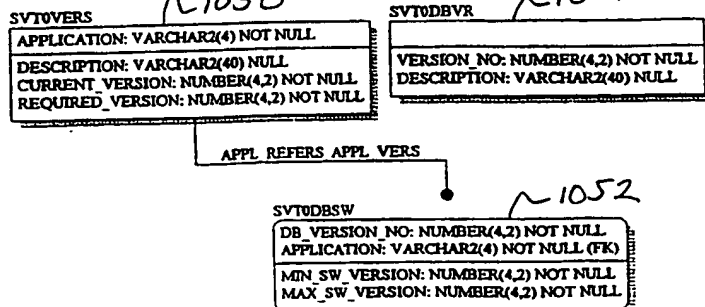 SVT0VERS
APPLICATION: VARCHAR2(4) NOT NULL
DESCRIPTION: VARCHAR2(40) NOT NULL
CURRENT_VERSION: NUMBER(4,2) NOT NULL
REQUIRED_VERSION: NUMBER(4,2) NOT NULL
SVT0DBVR
VERSION_NO: NUMBER(4,2) NOT NULL
DESCRIPTION: VARCHAR2(40) NULL
APPL REFERS APPL VERS
1052
SVT0DBSW
DB_VERSION_NO: NUMBER(4,2) NOT NULL
APPLICATION: VARCHAR2(4) NOT NULL (FK)
MIN_SW_VERSION: NUMBER(4,2) NOT NULL
MAX_SW_VERSION: NUMBER(4,2) NOT NULL